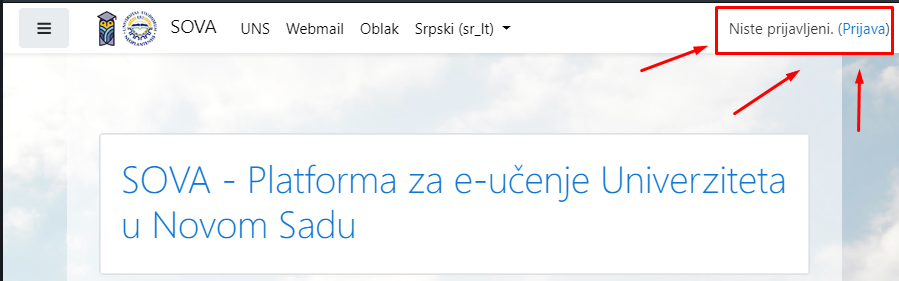 SOVA UNS Webmail Oblak Srpski (sr_lt) Niste prijavljeni. (Prijava)
SOVA - Platforma za e-učenje Univerziteta
u Novom Sadu